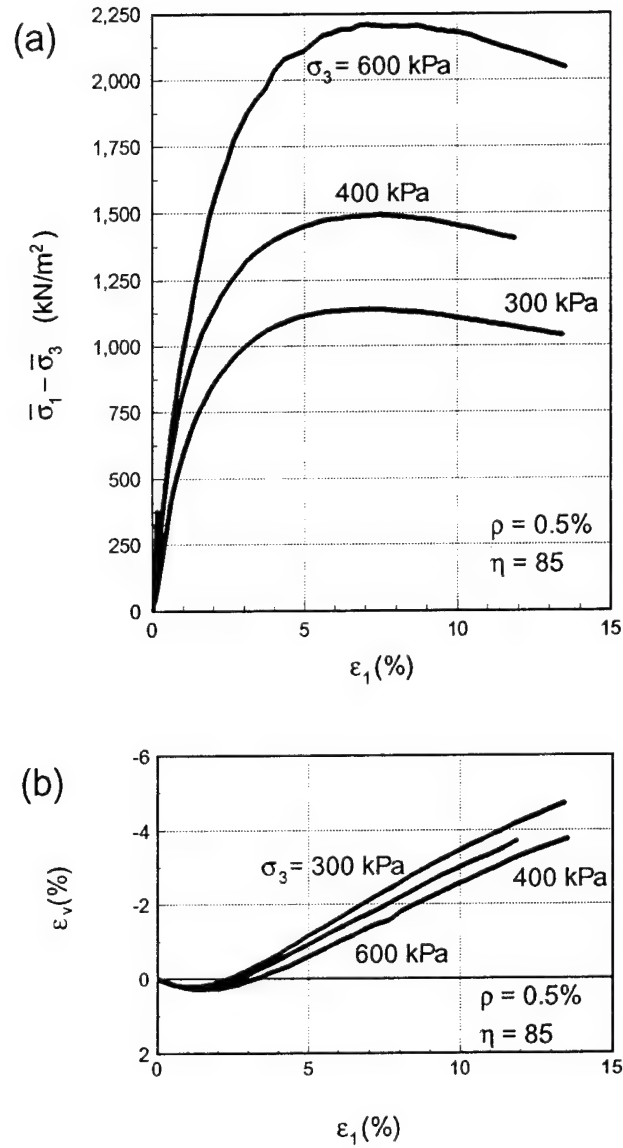 (a)
2,250
2,000
1,750
1,500
1,250
1,000
750
500
250
0
σ̅₁ – σ̅₃ (kN/m²)
σ₃ = 600 kPa
400 kPa
300 kPa
ρ = 0.5%
η = 85
0 5 10 15
ε₁(%)
(b)
-6
-4
-2
0
2
εᵥ(%)
σ₃ = 300 kPa
400 kPa
600 kPa
ρ = 0.5%
η = 85
0 5 10 15
ε₁(%)